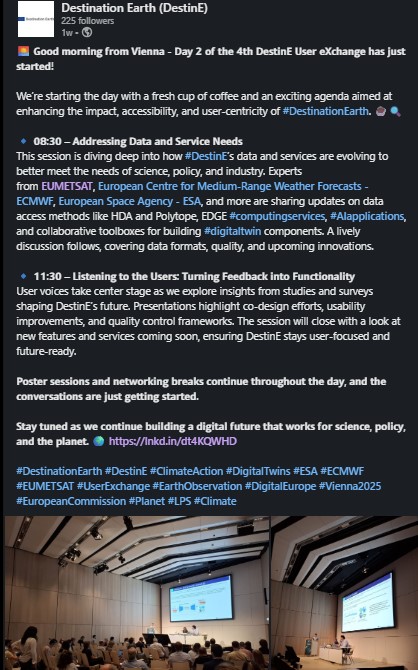 Destination Earth (DestinE)
225 followers
1w •
🌇 Good morning from Vienna - Day 2 of the 4th DestinE User eXchange has just
started!
We're starting the day with a fresh cup of coffee and an exciting agenda aimed at
enhancing the impact, accessibility, and user-centricity of #DestinationEarth. ☕ 🔍
🔹 08:30 – Addressing Data and Service Needs
This session is diving deep into how #DestinE's data and services are evolving to
better meet the needs of science, policy, and industry. Experts
from EUMETSAT, European Centre for Medium-Range Weather Forecasts -
ECMWF, European Space Agency - ESA, and more are sharing updates on data
access methods like HDA and Polytope, EDGE #computingservices, #AIapplications,
and collaborative toolboxes for building #digitaltwin components. A lively
discussion follows, covering data formats, quality, and upcoming innovations.
🔹 11:30 – Listening to the Users: Turning Feedback into Functionality
User voices take center stage as we explore insights from studies and surveys
shaping DestinE's future. Presentations highlight co-design efforts, usability
improvements, and quality control frameworks. The session will close with a look at
new features and services coming soon, ensuring DestinE stays user-focused and
future-ready.
Poster sessions and networking breaks continue throughout the day, and the
conversations are just getting started.
Stay tuned as we continue building a digital future that works for science, policy,
and the planet. 🌍 https://lnkd.in/dt4KQWHD
#DestinationEarth #DestinE #ClimateAction #DigitalTwins #ESA #ECMWF
#EUMETSAT #UserExchange #EarthObservation #DigitalEurope #Vienna2025
#EuropeanCommission #Planet #LPS #Climate